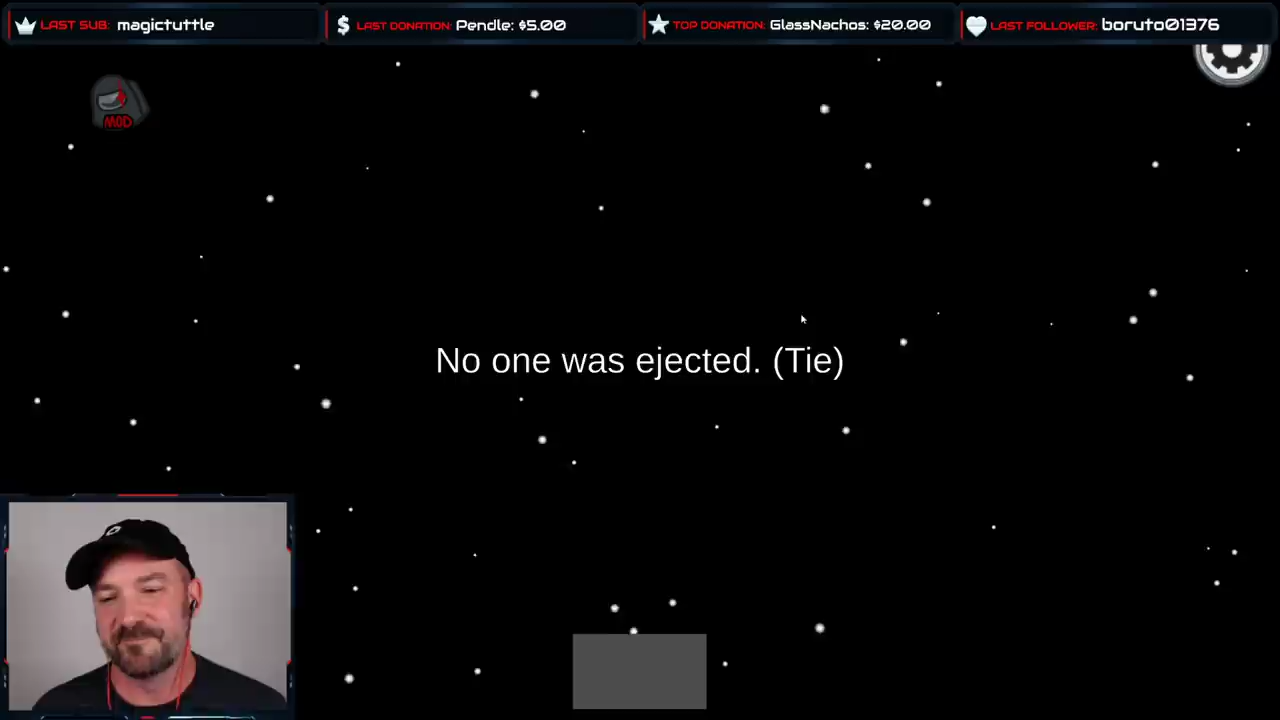 LAST SUB: magictuttle
LAST DONATION: Pendle: $5.00
TOP DONATION: GlassNachos: $20.00
LAST FOLLOWER: boruto01376
MOD
No one was ejected. (Tie)